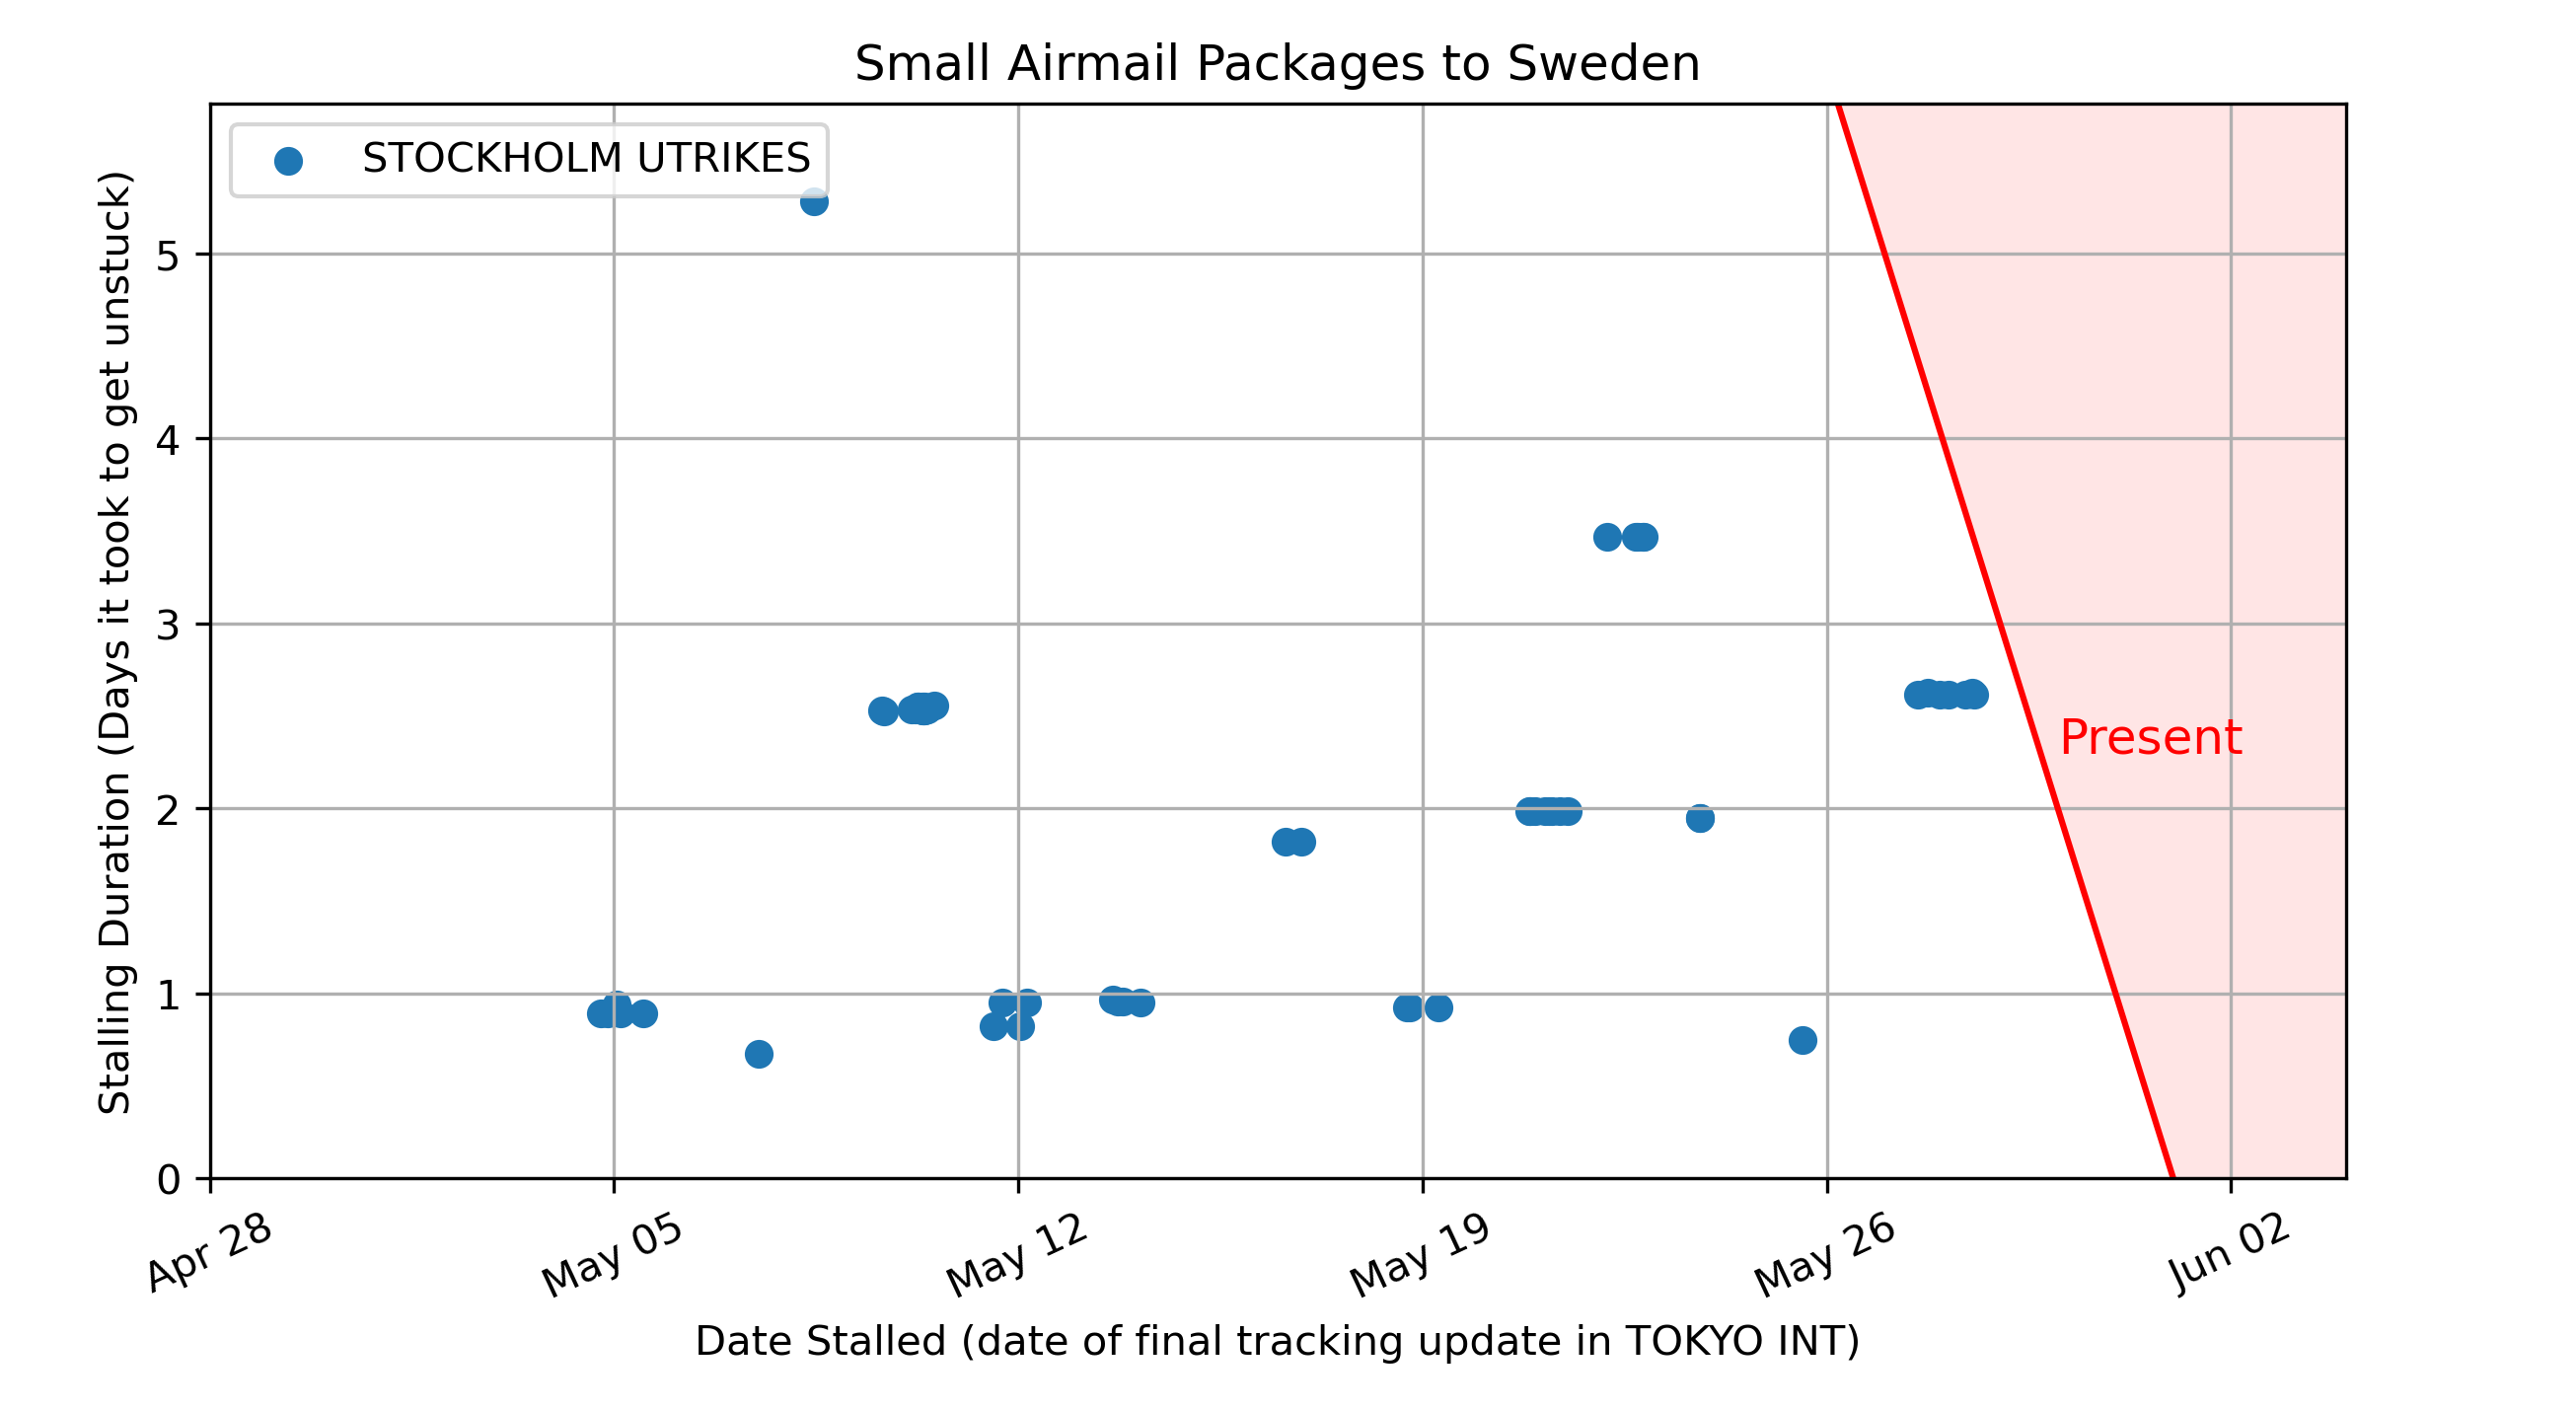 Small Airmail Packages to Sweden
STOCKHOLM UTRIKES
Stalling Duration (Days it took to get unstuck)
5
4
3
2
1
0
Present
Apr 28
May 05
May 12
May 19
May 26
Jun 02
Date Stalled (date of final tracking update in TOKYO INT)